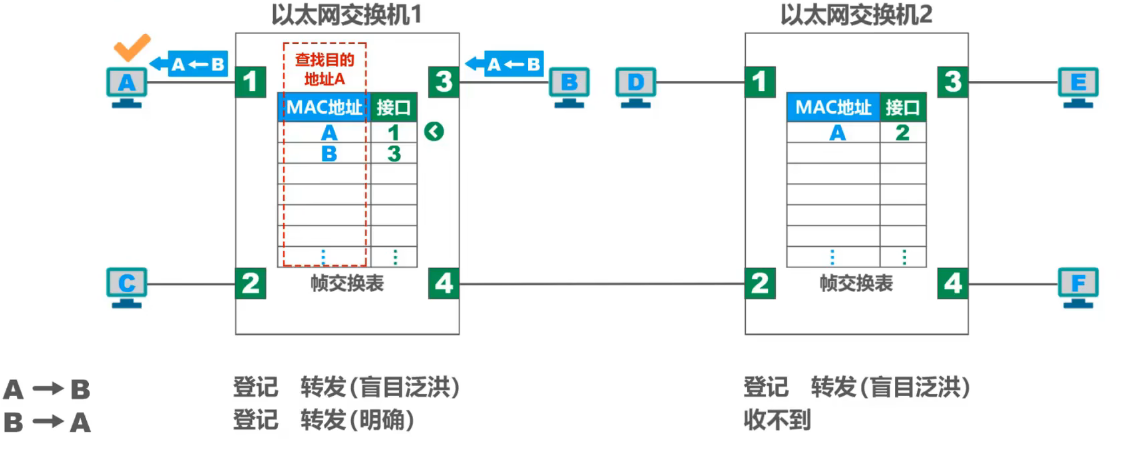 以太网交换机1
以太网交换机2
A←B
A←B
查找目的
地址A
A
1
3
B
D
1
3
E
MAC地址 接口
A 1
B 3
⋮ ⋮
MAC地址 接口
A 2
⋮ ⋮
C
2
帧交换表
4
2
帧交换表
4
F
A→B 登记 转发(盲目泛洪) 登记 转发(盲目泛洪)
B→A 登记 转发(明确) 收不到